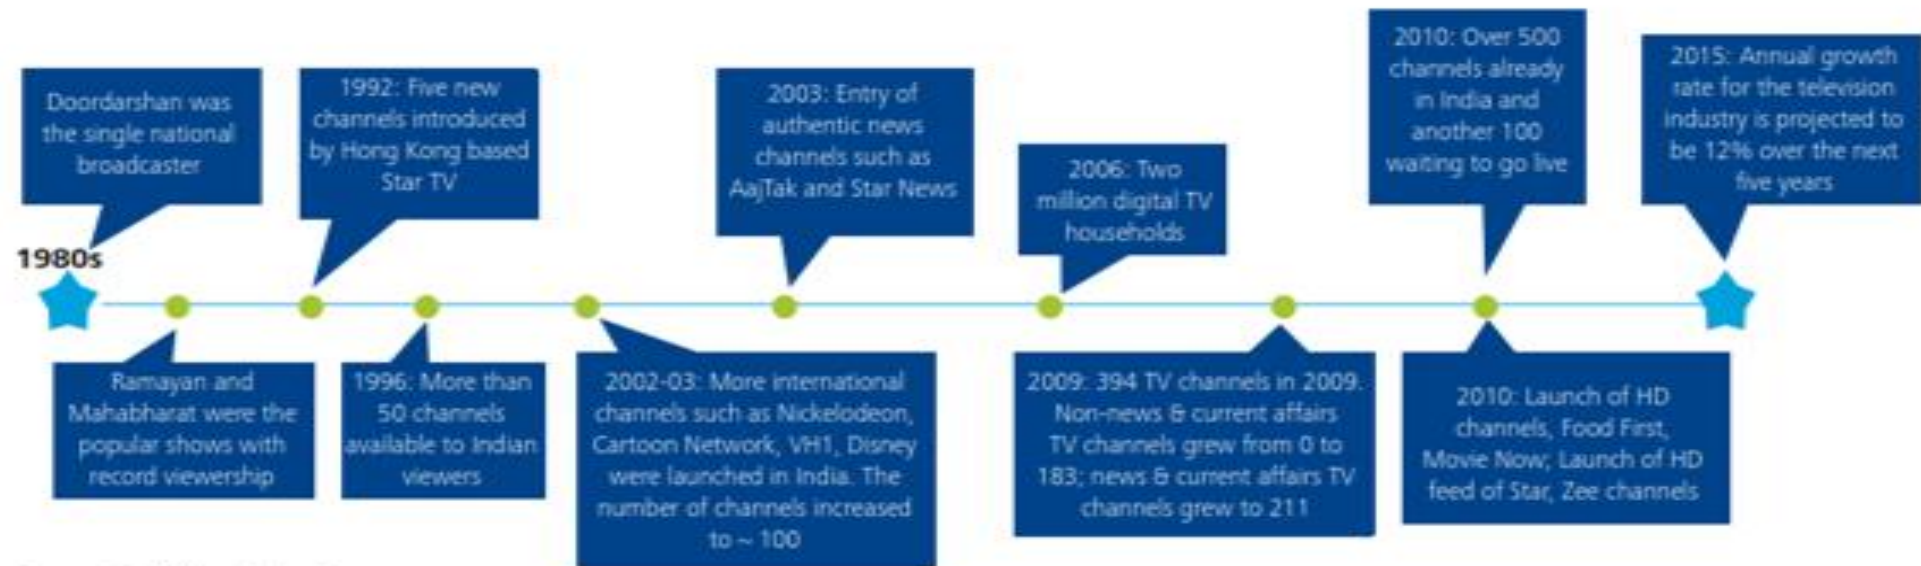 Doordarshan was
the single national
broadcaster
1992: Five new
channels introduced
by Hong Kong based
Star TV
2003: Entry of
authentic news
channels such as
AajTak and Star News
2006: Two
million digital TV
households
2010: Over 500
channels already
in India and
another 100
waiting to go live
2015: Annual growth
rate for the television
industry is projected to
be 12% over the next
five years
1980s
Ramayan and
Mahabharat were the
popular shows with
record viewership
1996: More than
50 channels
available to Indian
viewers
2002-03: More international
channels such as Nickelodeon,
Cartoon Network, VH1, Disney
were launched in India. The
number of channels increased
to ~ 100
2009: 394 TV channels in 2009.
Non-news & current affairs
TV channels grew from 0 to
183; news & current affairs TV
channels grew to 211
2010: Launch of HD
channels, Food First,
Movie Now; Launch of HD
feed of Star, Zee channels